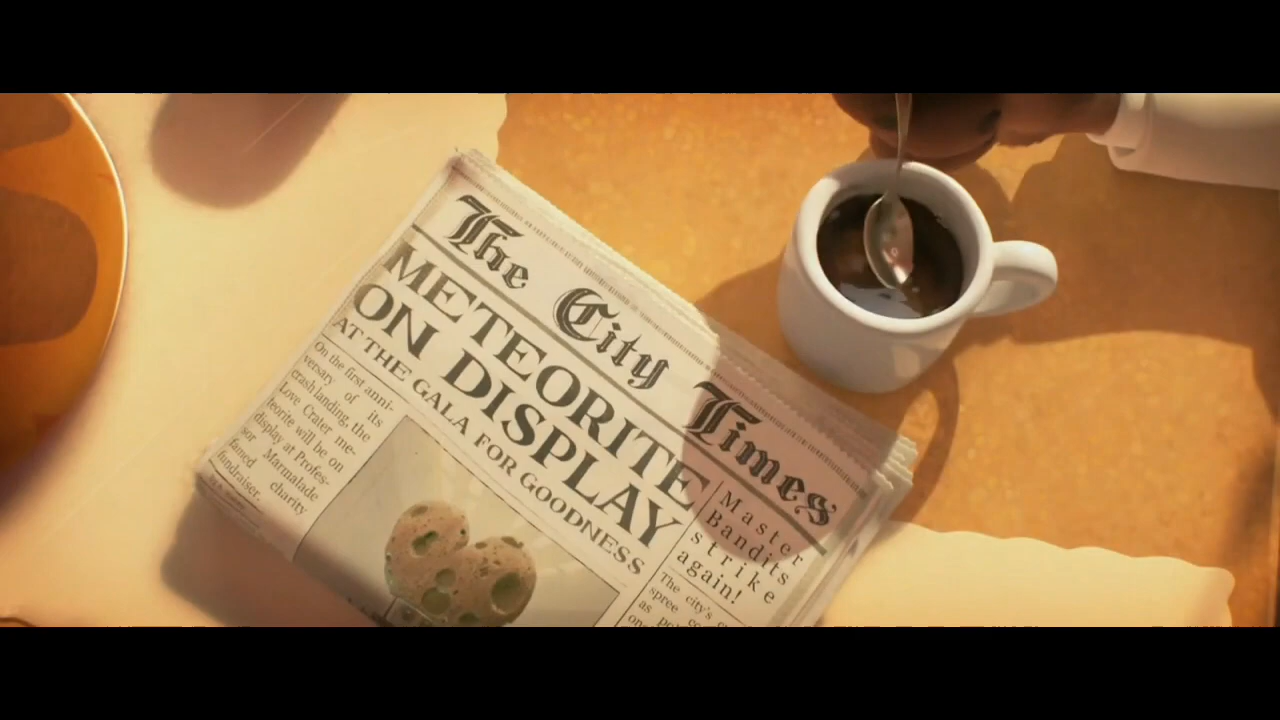 The City Times
METEORITE
ON DISPLAY
AT THE GALA FOR GOODNESS
On the first anni-
versary of its
crash landing, the
Love Crater me-
teorite will be on
display at Profes-
sor Marmalade
famed charity
fundraiser.
Master
Bandits
strike
again!
The city's
spree
as